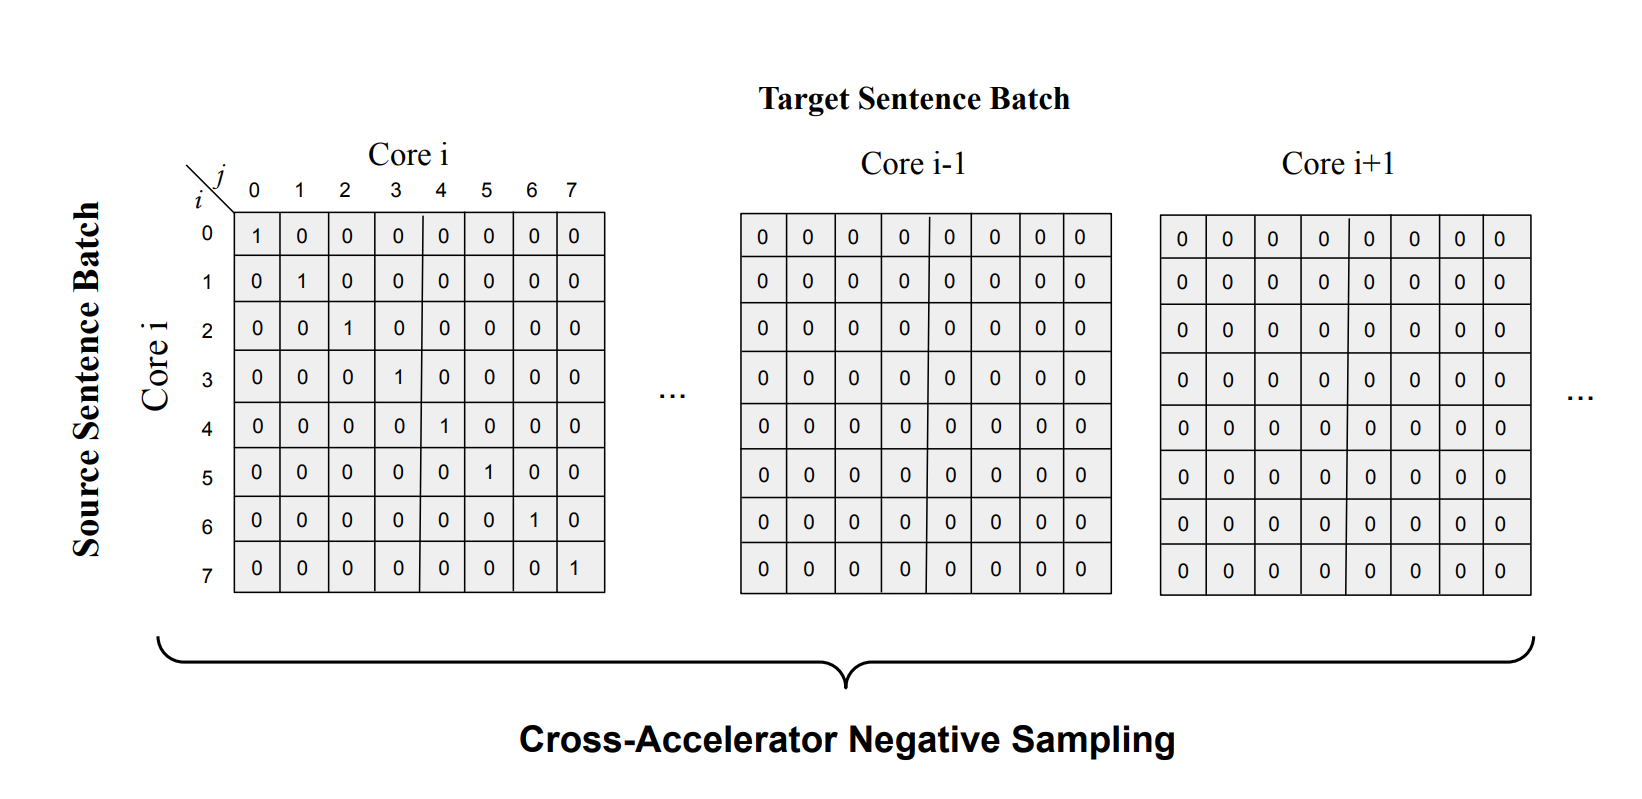 Target Sentence Batch
Core i
Core i-1
Core i+1
j
i
0 1 2 3 4 5 6 7
Source Sentence Batch
Core i
0 1 0 0 0 0 0 0 0 0 0 0 0 0 0 0 0 0 0 0 0 0 0 0 0
1 0 1 0 0 0 0 0 0 0 0 0 0 0 0 0 0 0 0 0 0 0 0 0 0
2 0 0 1 0 0 0 0 0 0 0 0 0 0 0 0 0 0 0 0 0 0 0 0 0
3 0 0 0 1 0 0 0 0 0 0 0 0 0 0 0 0 0 0 0 0 0 0 0 0
... ...
4 0 0 0 0 1 0 0 0 0 0 0 0 0 0 0 0 0 0 0 0 0 0 0 0
5 0 0 0 0 0 1 0 0 0 0 0 0 0 0 0 0 0 0 0 0 0 0 0 0
6 0 0 0 0 0 0 1 0 0 0 0 0 0 0 0 0 0 0 0 0 0 0 0 0
7 0 0 0 0 0 0 0 1 0 0 0 0 0 0 0 0 0 0 0 0 0 0 0 0
Cross-Accelerator Negative Sampling